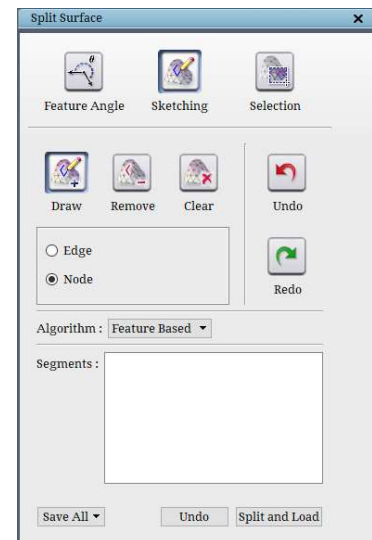 Split Surface
θ
Feature Angle Sketching Selection
Draw Remove Clear Undo
Edge
Node
Redo
Algorithm : Feature Based
Segments :
Save All Undo Split and Load